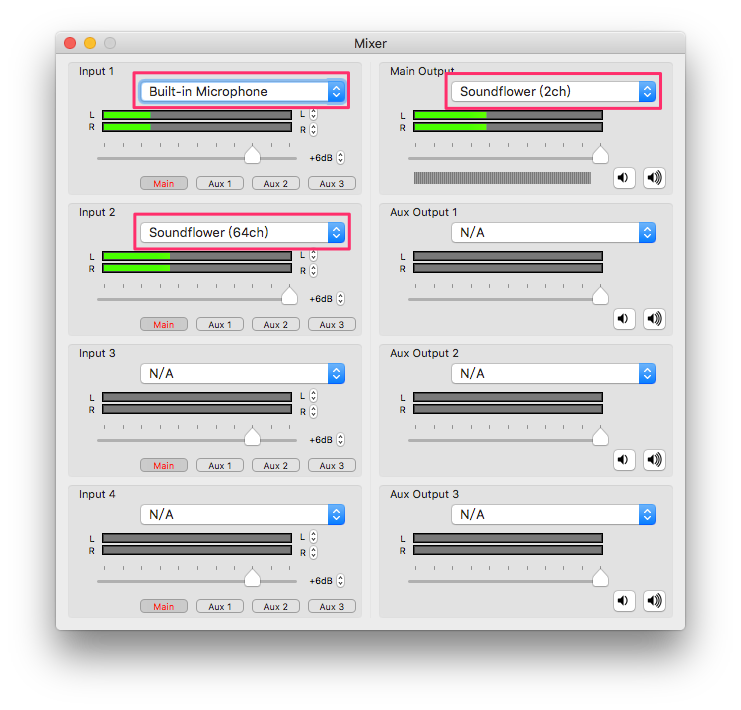 Mixer
Input 1
Built-in Microphone
L L
R R
+6dB
Main Aux 1 Aux 2 Aux 3
Input 2
Soundflower (64ch)
L L
R R
+6dB
Main Aux 1 Aux 2 Aux 3
Input 3
N/A
L L
R R
+6dB
Main Aux 1 Aux 2 Aux 3
Input 4
N/A
L L
R R
+6dB
Main Aux 1 Aux 2 Aux 3
Main Output
Soundflower (2ch)
L
R
Aux Output 1
N/A
L
R
Aux Output 2
N/A
L
R
Aux Output 3
N/A
L
R